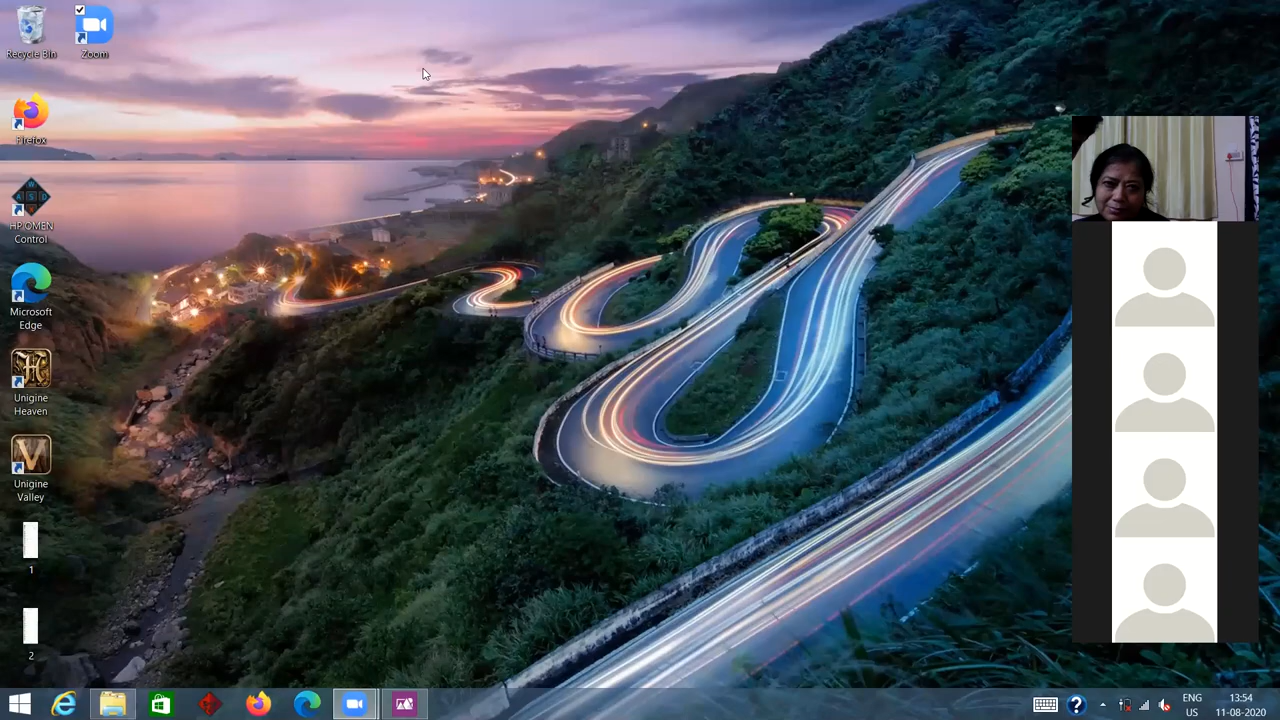 Recycle Bin
Zoom
Firefox
HP OMEN
Control
Microsoft
Edge
Unigine
Heaven
Unigine
Valley
1
2
ENG
US
13:54
11-08-2020